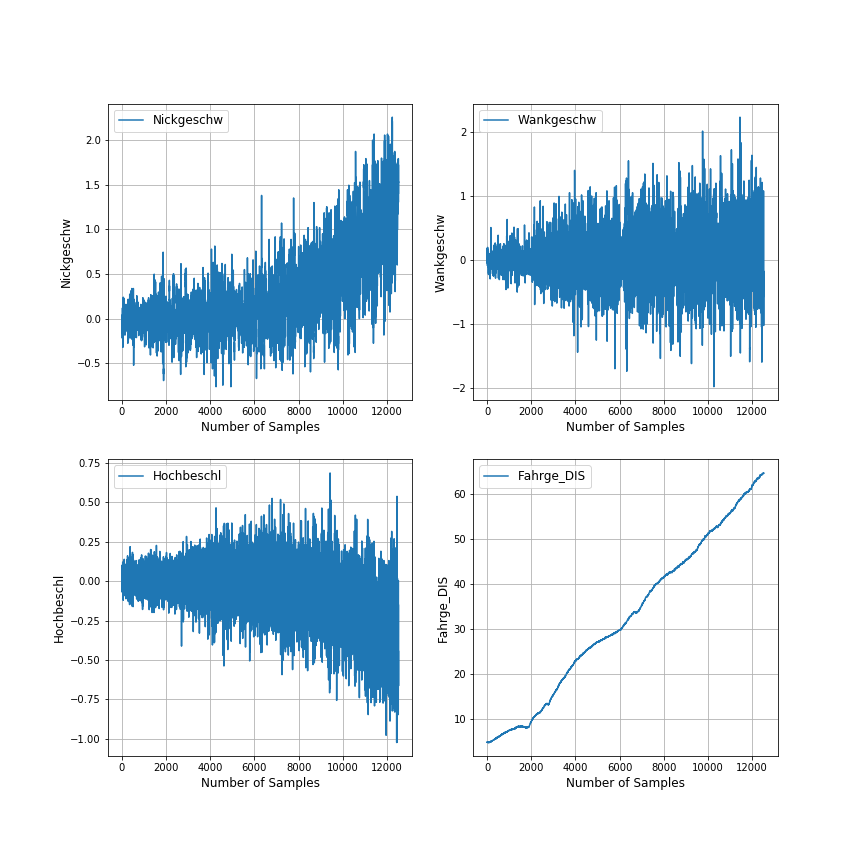 Nickgeschw
2.0
1.5
1.0
0.5
0.0
−0.5
Nickgeschw
0 2000 4000 6000 8000 10000 12000
Number of Samples
Wankgeschw
2
1
0
−1
−2
Wankgeschw
0 2000 4000 6000 8000 10000 12000
Number of Samples
Hochbeschl
0.75
0.50
0.25
0.00
−0.25
−0.50
−0.75
−1.00
Hochbeschl
0 2000 4000 6000 8000 10000 12000
Number of Samples
Fahrge_DIS
60
50
40
30
20
10
Fahrge_DIS
0 2000 4000 6000 8000 10000 12000
Number of Samples